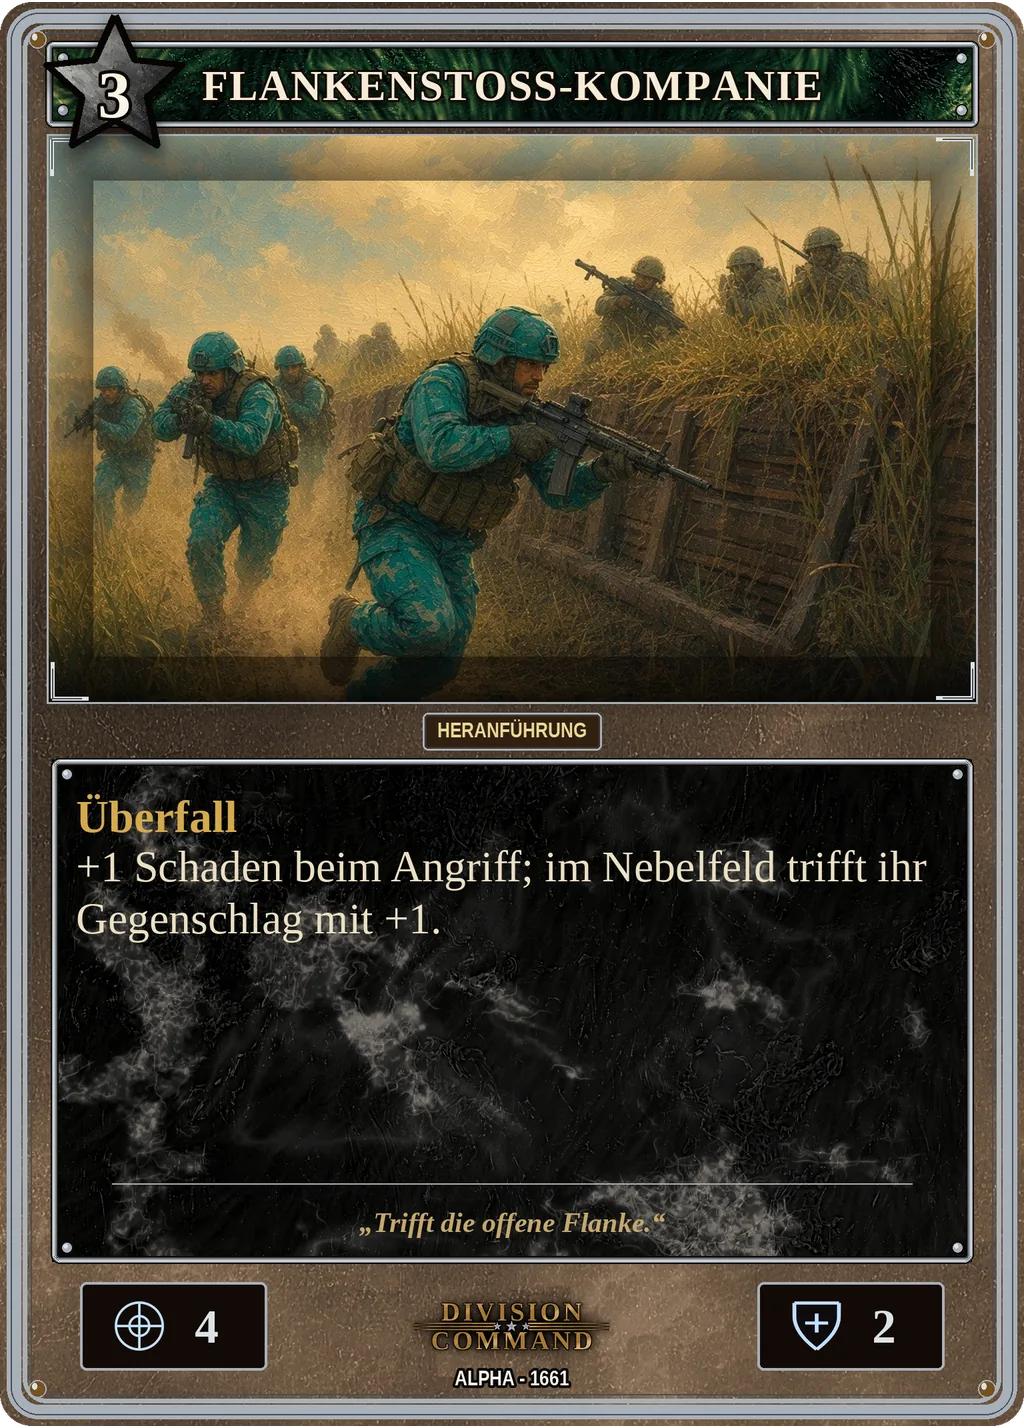 3
FLANKENSTOSS-KOMPANIE
HERANFÜHRUNG
Überfall
+1 Schaden beim Angriff; im Nebelfeld trifft ihr
Gegenschlag mit +1.
„Trifft die offene Flanke.“
4
DIVISION
COMMAND
ALPHA - 1661
2